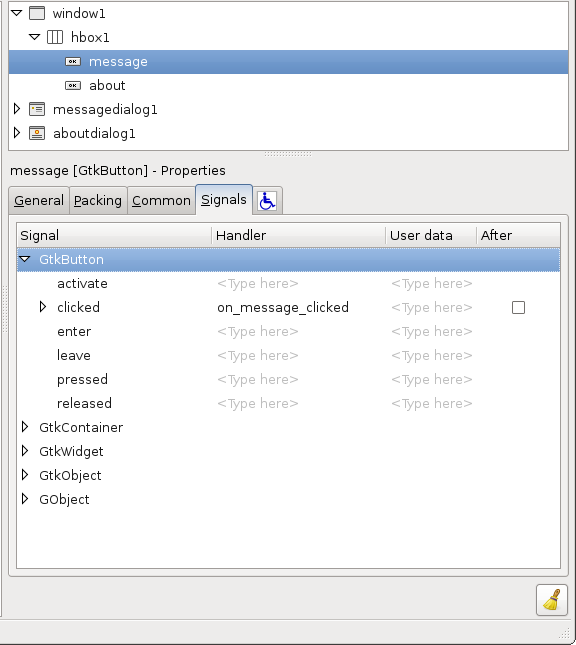 window1
hbox1
message
about
messagedialog1
aboutdialog1
message [GtkButton] - Properties
General Packing Common Signals
Signal Handler User data After
GtkButton
activate <Type here> <Type here>
clicked on_message_clicked <Type here>
enter <Type here> <Type here>
leave <Type here> <Type here>
pressed <Type here> <Type here>
released <Type here> <Type here>
GtkContainer
GtkWidget
GtkObject
GObject